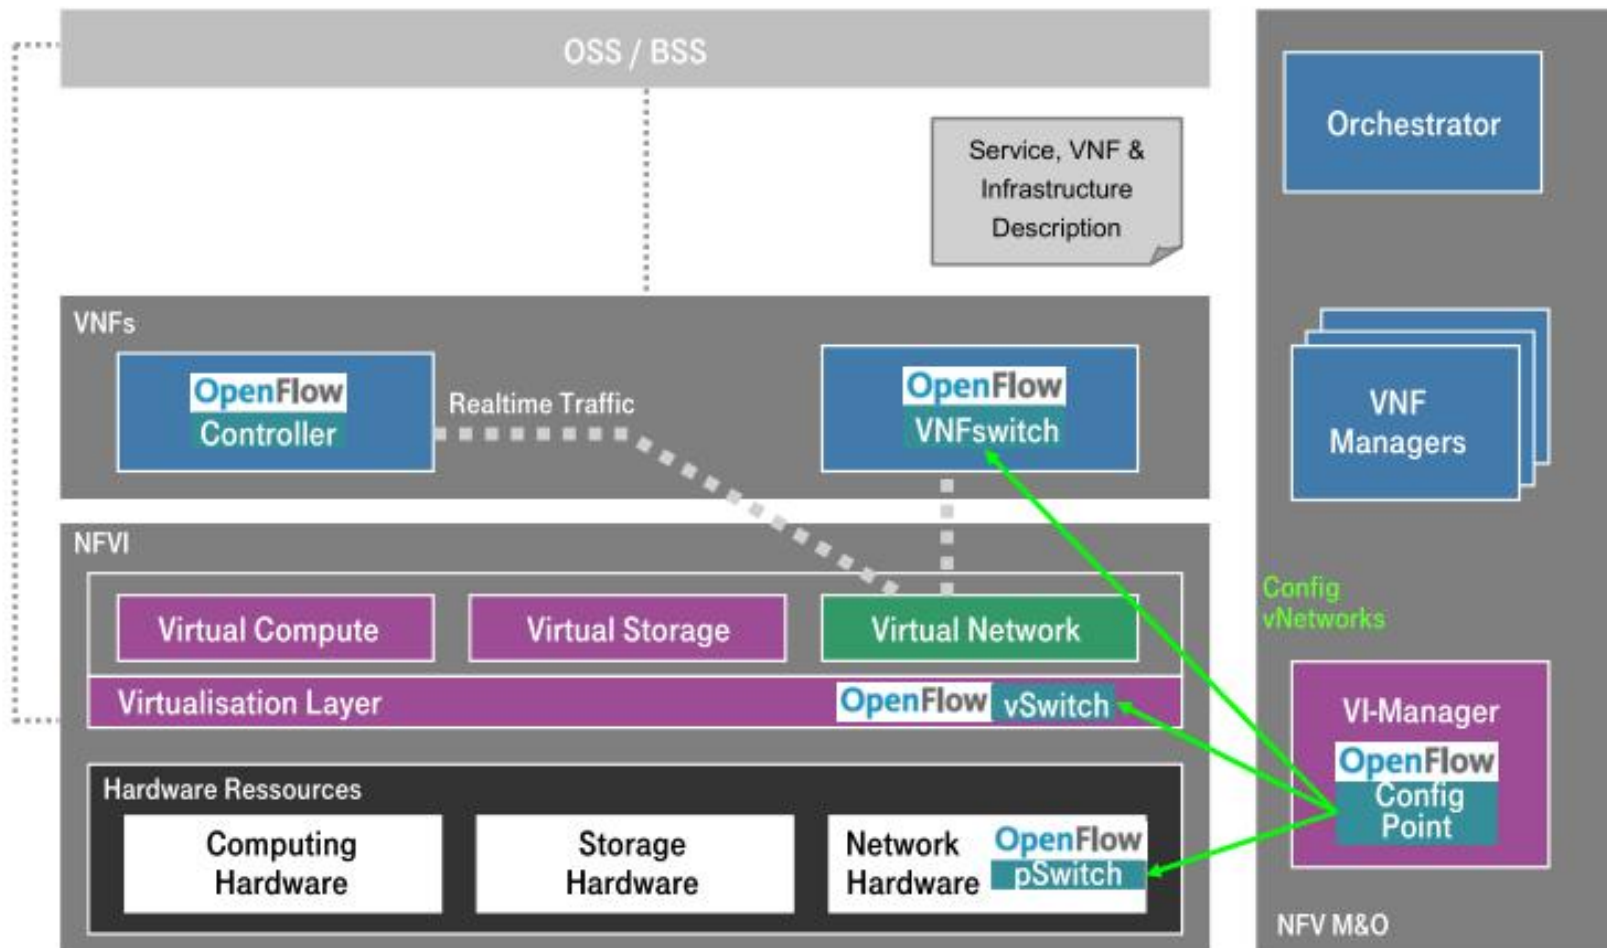 OSS / BSS
Orchestrator
Service, VNF &
Infrastructure
Description
VNFs
OpenFlow
Controller
Realtime Traffic
OpenFlow
VNFswitch
VNF
Managers
NFVI
Virtual Compute
Virtual Storage
Virtual Network
Virtualisation Layer
OpenFlow vSwitch
Config
vNetworks
VI-Manager
OpenFlow
Config
Point
Hardware Ressources
Computing
Hardware
Storage
Hardware
Network
Hardware
OpenFlow
pSwitch
NFV M&O